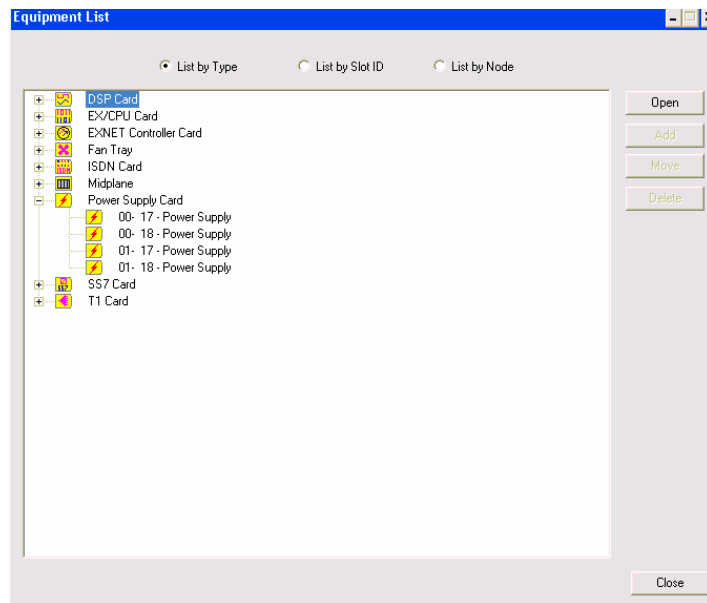 Equipment List
List by Type List by Slot ID List by Node
DSP Card
EX/CPU Card
EXNET Controller Card
Fan Tray
ISDN Card
Midplane
Power Supply Card
00- 17 - Power Supply
00- 18 - Power Supply
01- 17 - Power Supply
01- 18 - Power Supply
SS7 Card
T1 Card
Open
Add
Move
Delete
Close